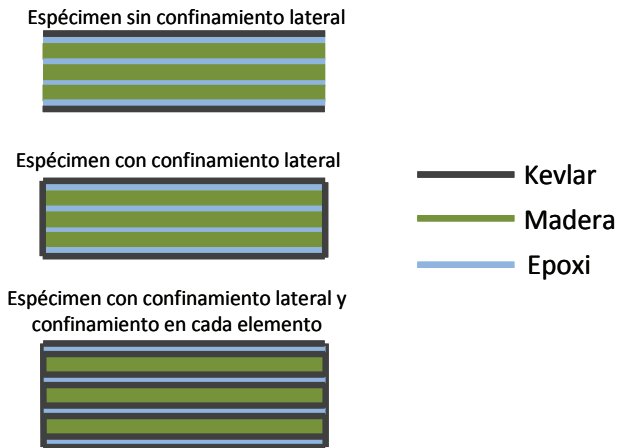 Espécimen sin confinamiento lateral
Espécimen con confinamiento lateral
Kevlar
Madera
Epoxi
Espécimen con confinamiento lateral y
confinamiento en cada elemento